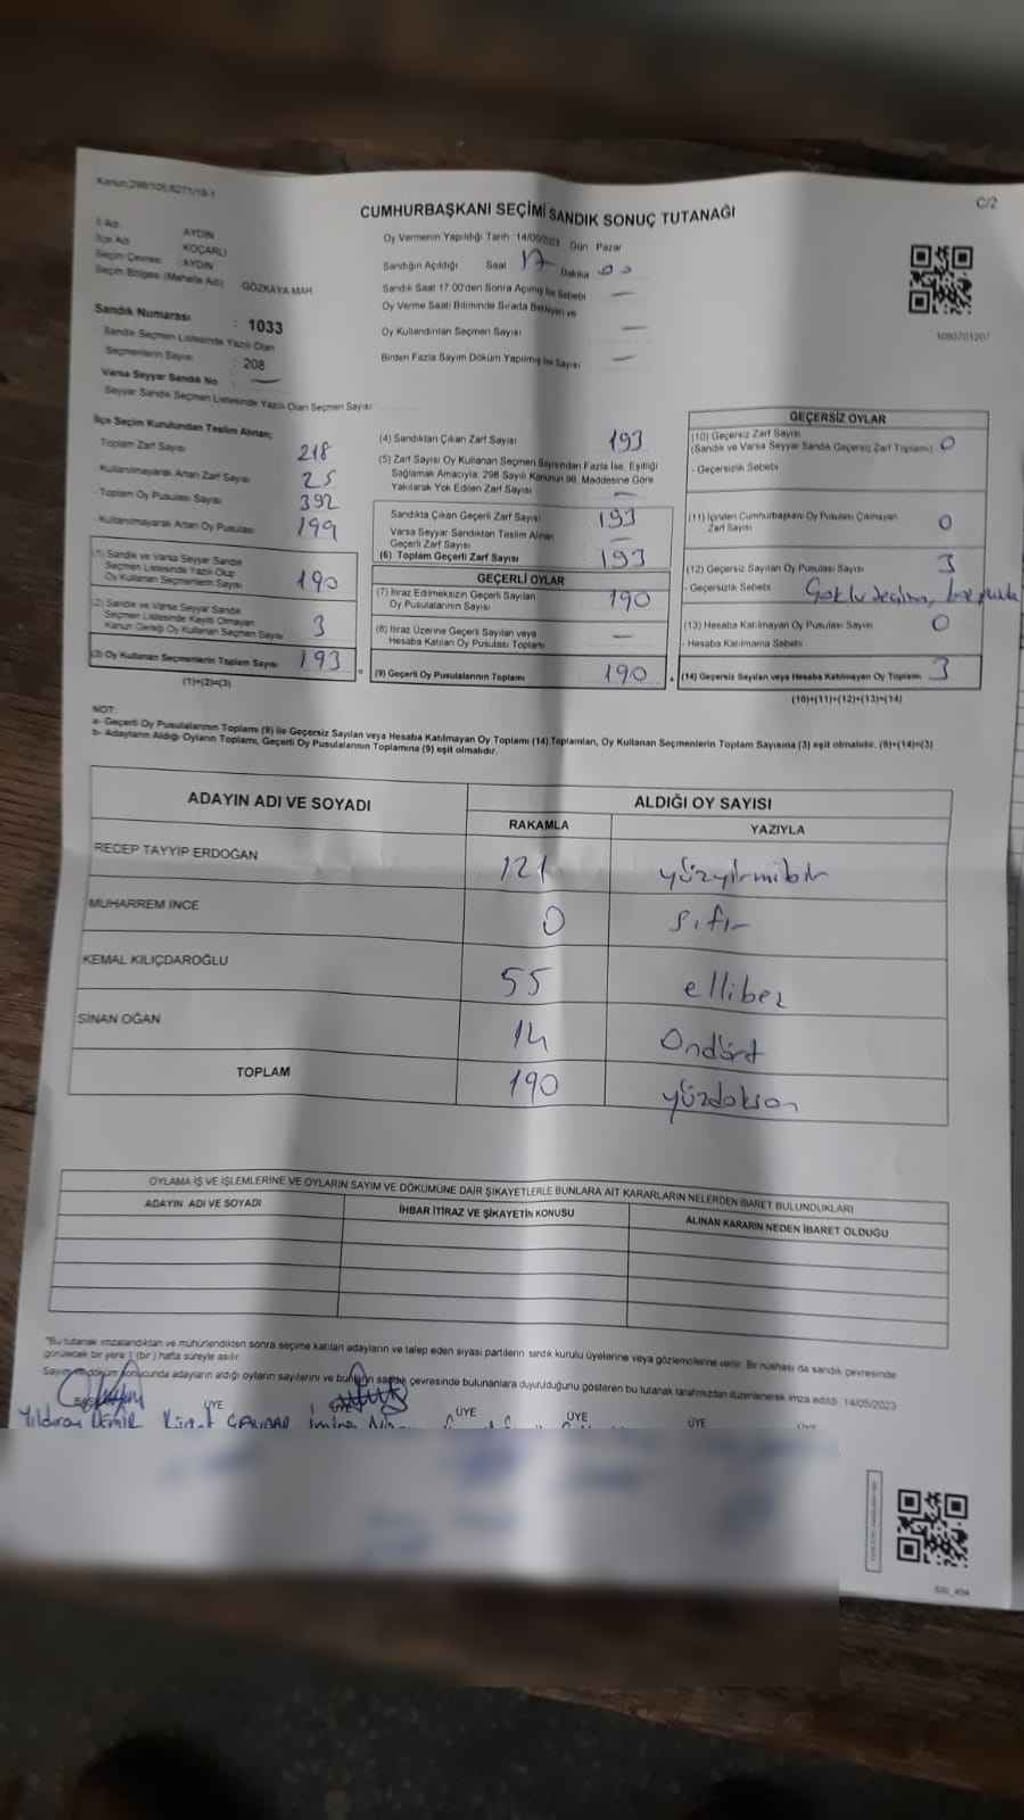 Kanun:298/105,6271/18-1
C/2
CUMHURBAŞKANI SEÇİMİ SANDIK SONUÇ TUTANAĞI
İl Adı AYDIN
İlçe Adı KOÇARLI
Seçim Çevresi AYDIN
Seçim Bölgesi (Mahalle Adı) GÖZKAYA MAH
Oy Vermenin Yapıldığı Tarih 14/05/2023 Gün Pazar
Sandığın Açıldığı Saat 17 Dakika 00
Sandık Saat 17.00'den Sonra Açılmış İse Sebebi —
Oy Verme Saati Bitiminde Sırada Bekleyen ve
Oy Kullandırılan Seçmen Sayısı —
Birden Fazla Sayım Döküm Yapılmış İse Sayısı —
1080701207
Sandık Numarası : 1033
Sandık Seçmen Listesinde Yazılı Olan
Seçmenlerin Sayısı : 208
Varsa Seyyar Sandık No —
Seyyar Sandık Seçmen Listesinde Yazılı Olan Seçmen Sayısı
İlçe Seçim Kurulundan Teslim Alınan;
Toplam Zarf Sayısı 218
Kullanılmayarak Artan Zarf Sayısı 25
Toplam Oy Pusulası Sayısı 392
Kullanılmayarak Artan Oy Pusulası 199
(1) Sandık ve Varsa Seyyar Sandık
Seçmen Listesinde Yazılı Olup
Oy Kullanan Seçmenlerin Sayısı 190
(2) Sandık ve Varsa Seyyar Sandık
Seçmen Listesinde Kayıtlı Olmayan
Kanun Gereği Oy Kullanan Seçmen Sayısı 3
(3) Oy Kullanan Seçmenlerin Toplam Sayısı 193
(1)+(2)=(3)
(4) Sandıktan Çıkan Zarf Sayısı 193
(5) Zarf Sayısı Oy Kullanan Seçmen Sayısından Fazla İse, Eşitliği
Sağlamak Amacıyla, 298 Sayılı Kanunun 98. Maddesine Göre
Yakılarak Yok Edilen Zarf Sayısı —
Sandıkta Çıkan Geçerli Zarf Sayısı 193
Varsa Seyyar Sandıktan Teslim Alınan
Geçerli Zarf Sayısı —
(6) Toplam Geçerli Zarf Sayısı 193
GEÇERLİ OYLAR
(7) İtiraz Edilmeksizin Geçerli Sayılan
Oy Pusulalarının Sayısı 190
(8) İtiraz Üzerine Geçerli Sayılan veya
Hesaba Katılan Oy Pusulası Toplamı —
(9) Geçerli Oy Pusulalarının Toplamı 190
GEÇERSİZ OYLAR
(10) Geçersiz Zarf Sayısı
(Sandık ve Varsa Seyyar Sandık Geçersiz Zarf Toplamı) 0
- Geçersizlik Sebebi
(11) İçinden Cumhurbaşkanı Oy Pusulası Çıkmayan
Zarf Sayısı 0
(12) Geçersiz Sayılan Oy Pusulası Sayısı 3
- Geçersizlik Sebebi
(13) Hesaba Katılmayan Oy Pusulası Sayısı 0
- Hesaba Katılmama Sebebi
(14) Geçersiz Sayılan veya Hesaba Katılmayan Oy Toplamı 3
(10)+(11)+(12)+(13)=(14)
NOT:
a- Geçerli Oy Pusulalarının Toplamı (9) ile Geçersiz Sayılan veya Hesaba Katılmayan Oy Toplamı (14) Toplamları, Oy Kullanan Seçmenlerin Toplam Sayısına (3) eşit olmalıdır. (9)+(14)=(3)
b- Adayların Aldığı Oyların Toplamı, Geçerli Oy Pusulalarının Toplamına (9) eşit olmalıdır.
ADAYIN ADI VE SOYADI ALDIĞI OY SAYISI
RAKAMLA YAZIYLA
RECEP TAYYİP ERDOĞAN 121 yüzyirmibir
MUHARREM İNCE 0 sıfır
KEMAL KILIÇDAROĞLU 55 ellibeş
SİNAN OĞAN 14 Ondört
TOPLAM 190 yüzdoksan
OYLAMA İŞ VE İŞLEMLERİNE VE OYLARIN SAYIM VE DÖKÜMÜNE DAİR ŞİKAYETLERLE BUNLARA AİT KARARLARIN NELERDEN İBARET BULUNDUKLARI
ADAYIN ADI VE SOYADI İHBAR İTİRAZ VE ŞİKAYETİN KONUSU ALINAN KARARIN NEDEN İBARET OLDUĞU
"Bu tutanak imzalandıktan ve mühürlendikten sonra seçime katılan adayların ve talep eden siyasi partilerin sandık kurulu üyelerine veya gözlemcilerine verilir. Bir nüshası da sandık çevresinde
görülecek bir yere 1 (bir) hafta süreyle asılır.
Sayım döküm sonucunda adayların aldığı oyların sayılarını ve bunların sandık çevresinde bulunanlara duyurulduğunu gösteren bu tutanak tarafımızdan düzenlenerek imza edildi. 14/05/2023
ÜYE ÜYE ÜYE ÜYE
Yıldıran DEMİR